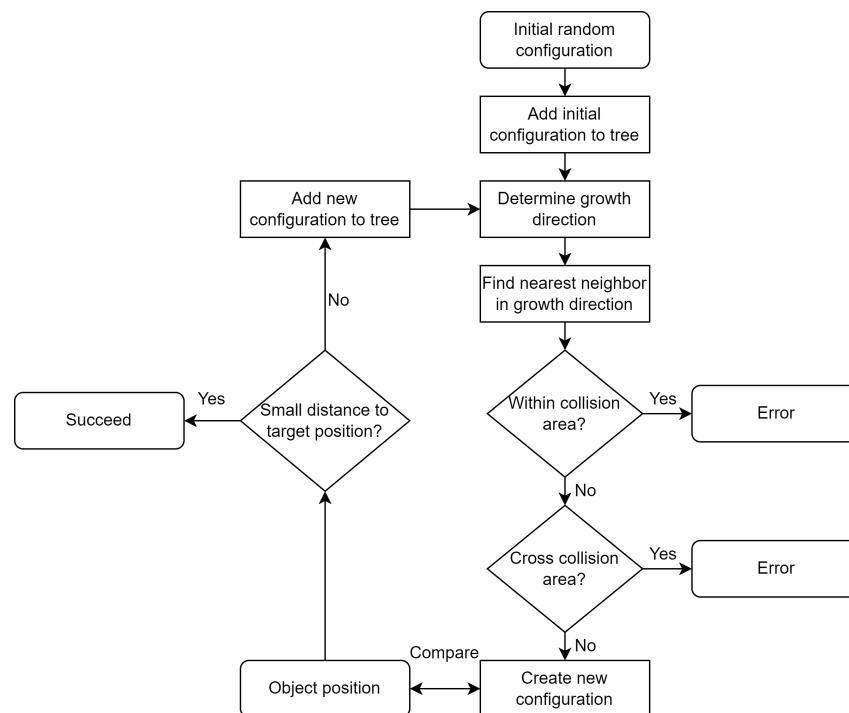 Initial random
configuration
Add initial
configuration to tree
Add new
configuration to tree
Determine growth
direction
Find nearest neighbor
in growth direction
No
Yes
Succeed
Small distance to
target position?
Within collision
area?
Yes
Error
No
Cross collision
area?
Yes
Error
No
Compare
Object position
Create new
configuration